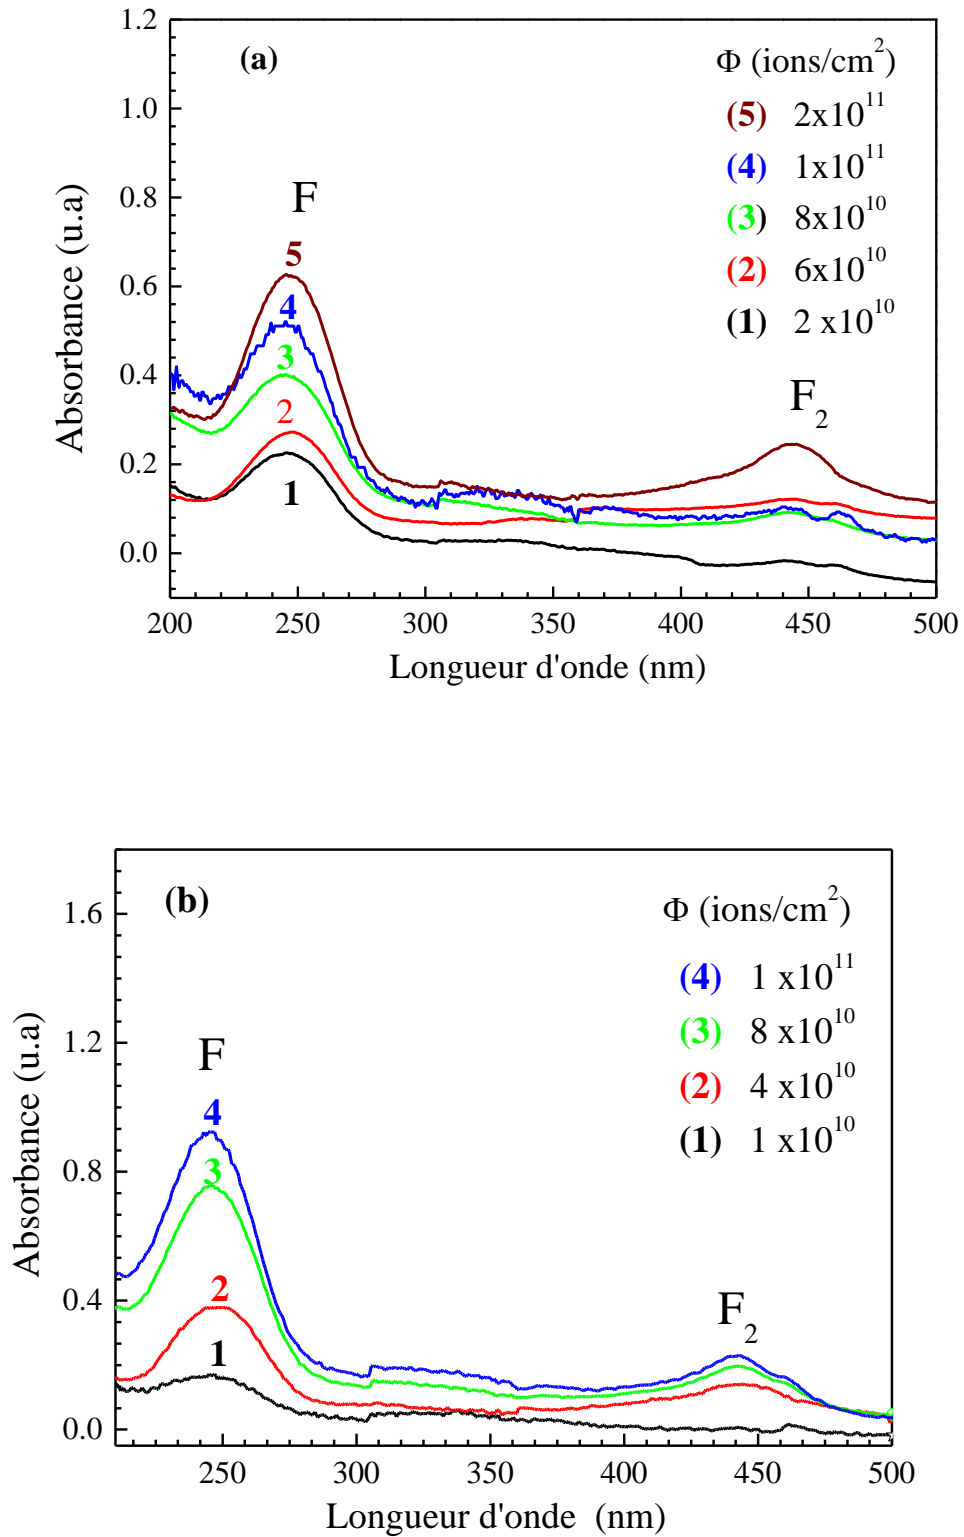 1.2
(a)
Φ (ions/cm²)
1.0
(5) 2x10¹¹
(4) 1x10¹¹
0.8
F
(3) 8x10¹⁰
5
(2) 6x10¹⁰
0.6
4
(1) 2 x10¹⁰
3
0.4
F₂
2
0.2
1
0.0
200 250 300 350 400 450 500
Absorbance (u.a)
Longueur d'onde (nm)
(b)
Φ (ions/cm²)
1.6
(4) 1 x10¹¹
(3) 8 x10¹⁰
1.2
F
(2) 4 x10¹⁰
4
(1) 1 x10¹⁰
0.8
3
2
0.4
F₂
1
0.0
250 300 350 400 450 500
Absorbance (u.a)
Longueur d'onde (nm)